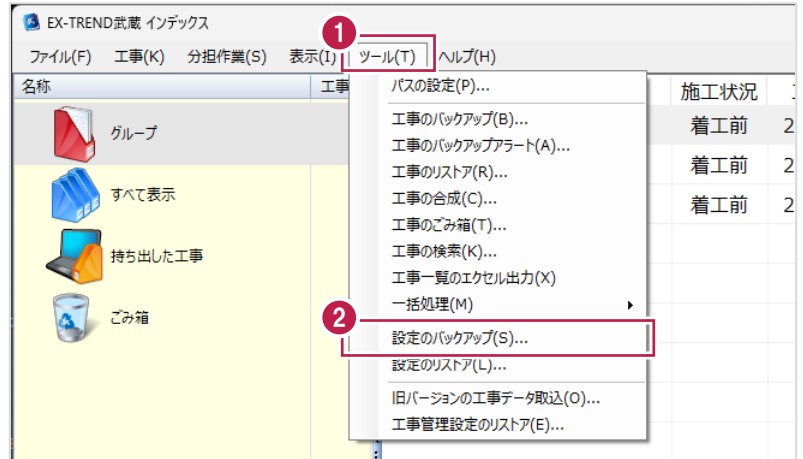 EX-TREND武蔵 インデックス
1
ファイル(F) 工事(K) 分担作業(S) 表示(I) ツール(T) ヘルプ(H)
名称 工事 施工状況
グループ
すべて表示
持ち出した工事
ごみ箱
パスの設定(P)...
工事のバックアップ(B)...
工事のバックアップアラート(A)...
工事のリストア(R)...
工事の合成(C)...
工事のごみ箱(T)...
工事の検索(K)...
工事一覧のエクセル出力(X)
一括処理(M)
2
設定のバックアップ(S)...
設定のリストア(L)...
旧バージョンの工事データ取込(O)...
工事管理設定のリストア(E)...
着工前 2
着工前 2
着工前 2